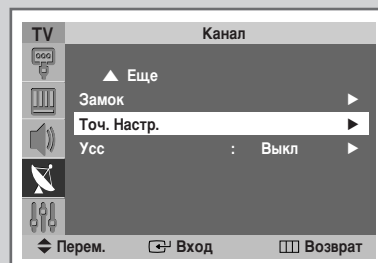 TV Канал
▲ Еще
Замок ►
Точ. Настр. ►
Усс : Выкл ►
Перем. Вход Возврат